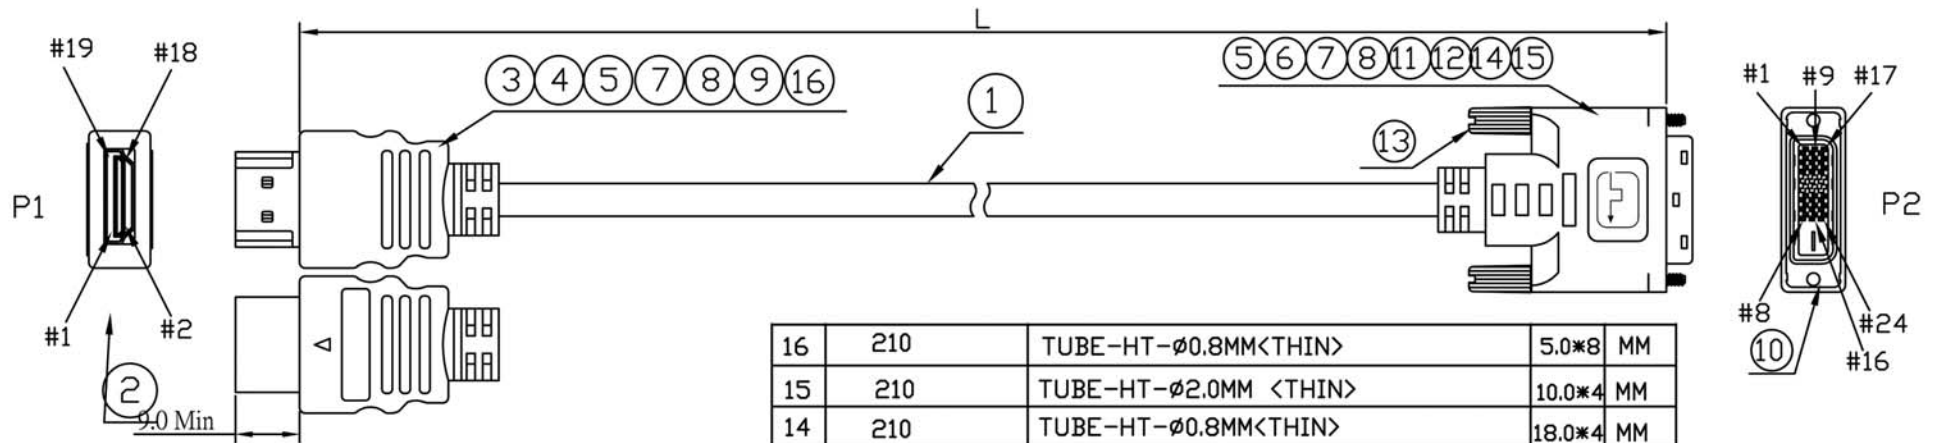 L
#19
#18
3 4 5 7 8 9 16
1
5 6 7 8 11 12 14 15
13
#1 #9 #17
P1
P2
#1
#2
2
9.0 Min
#8
#24
#16
10
16 210 TUBE-HT-ø0.8MM<THIN> 5.0*8 MM
15 210 TUBE-HT-ø2.0MM <THIN> 10.0*4 MM
14 210 TUBE-HT-ø0.8MM<THIN> 18.0*4 MM